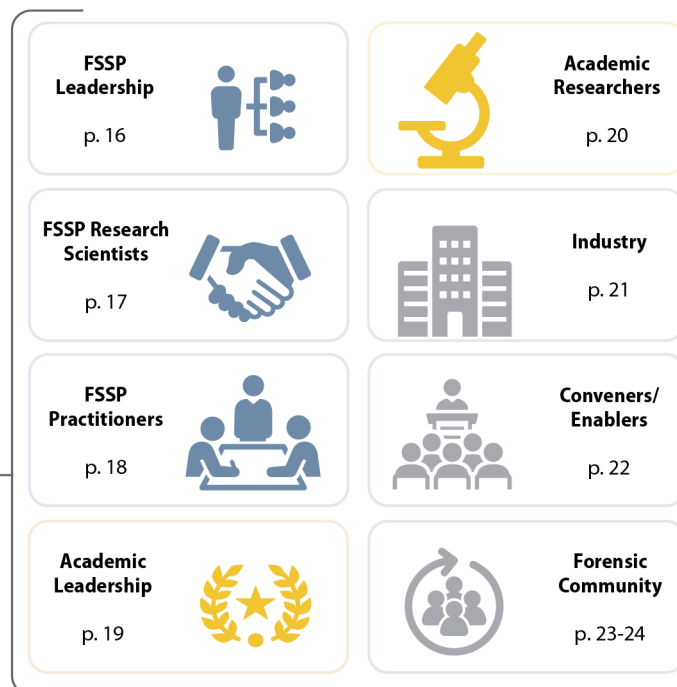 FSSP
Leadership
p. 16
FSSP Research
Scientists
p. 17
FSSP
Practitioners
p. 18
Academic
Leadership
p. 19
Academic
Researchers
p. 20
Industry
p. 21
Conveners/
Enablers
p. 22
Forensic
Community
p. 23-24